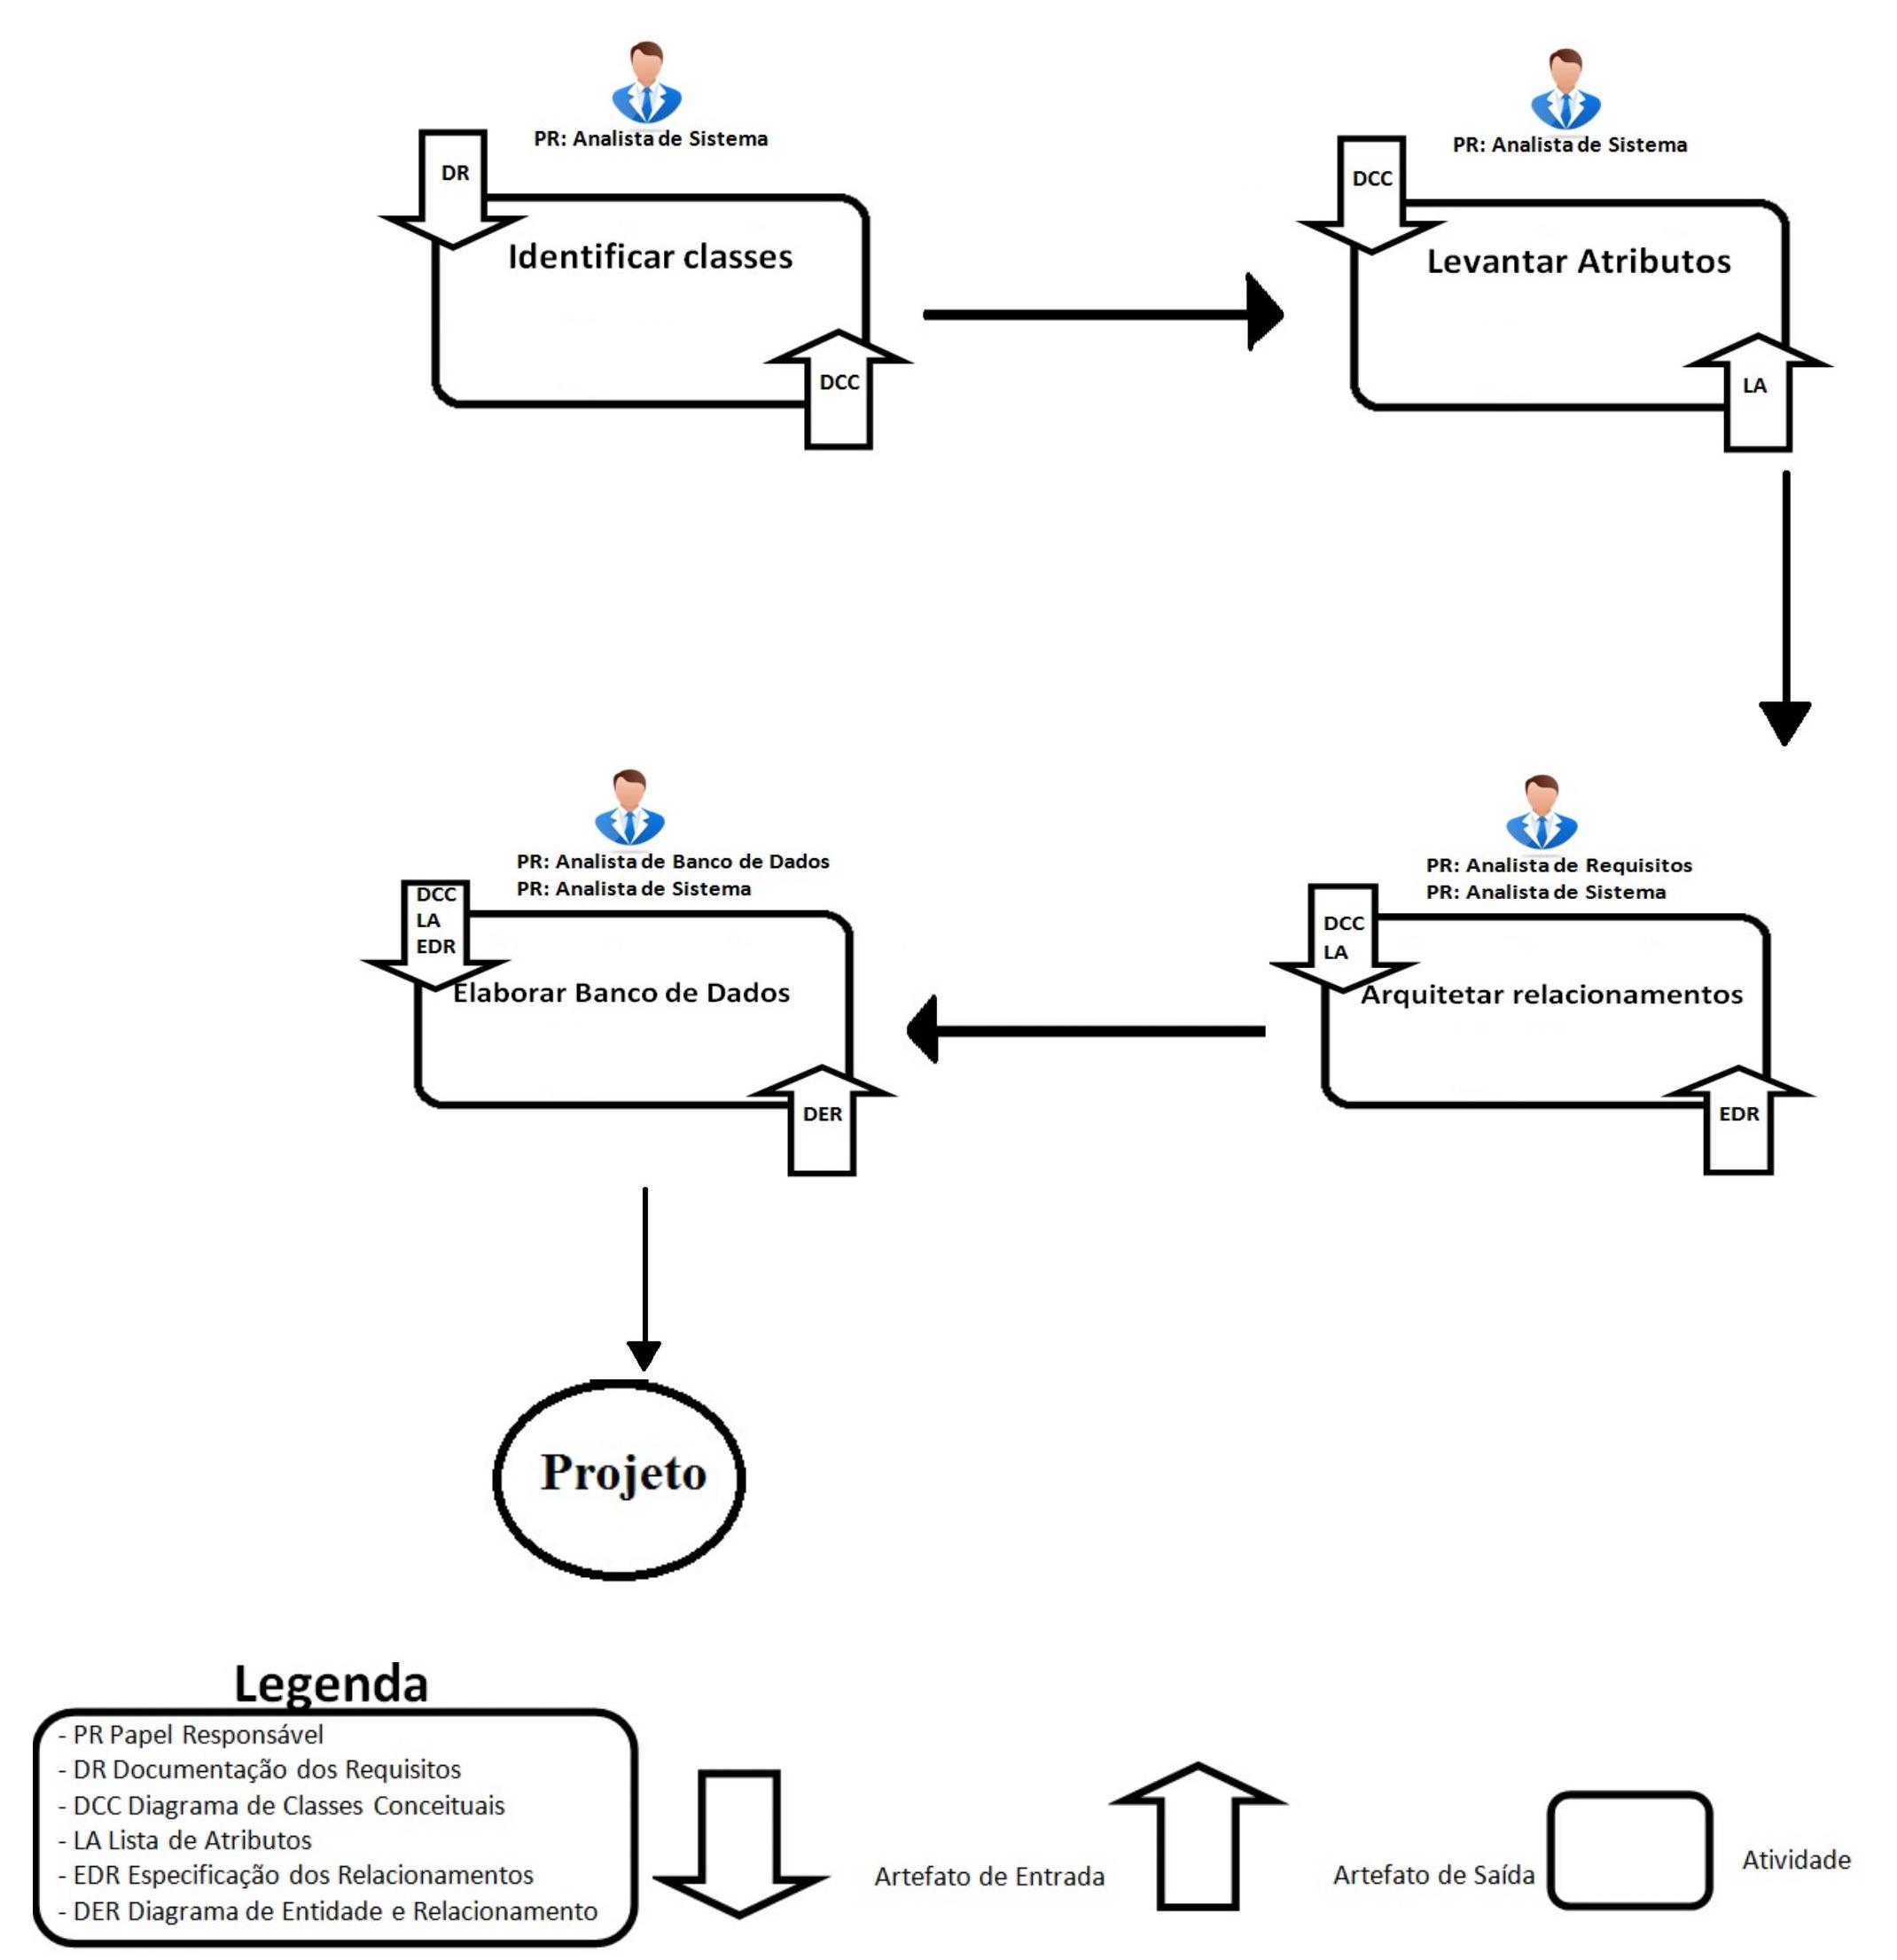 PR: Analista de Sistema
DR
Identificar classes
DCC
PR: Analista de Sistema
DCC
Levantar Atributos
LA
PR: Analista de Banco de Dados
PR: Analista de Sistema
DCC
LA
EDR
Elaborar Banco de Dados
DER
PR: Analista de Requisitos
PR: Analista de Sistema
DCC
LA
Arquitetar relacionamentos
EDR
Projeto
Legenda
- PR Papel Responsável
- DR Documentação dos Requisitos
- DCC Diagrama de Classes Conceituais
- LA Lista de Atributos
- EDR Especificação dos Relacionamentos
- DER Diagrama de Entidade e Relacionamento
Artefato de Entrada
Artefato de Saída
Atividade